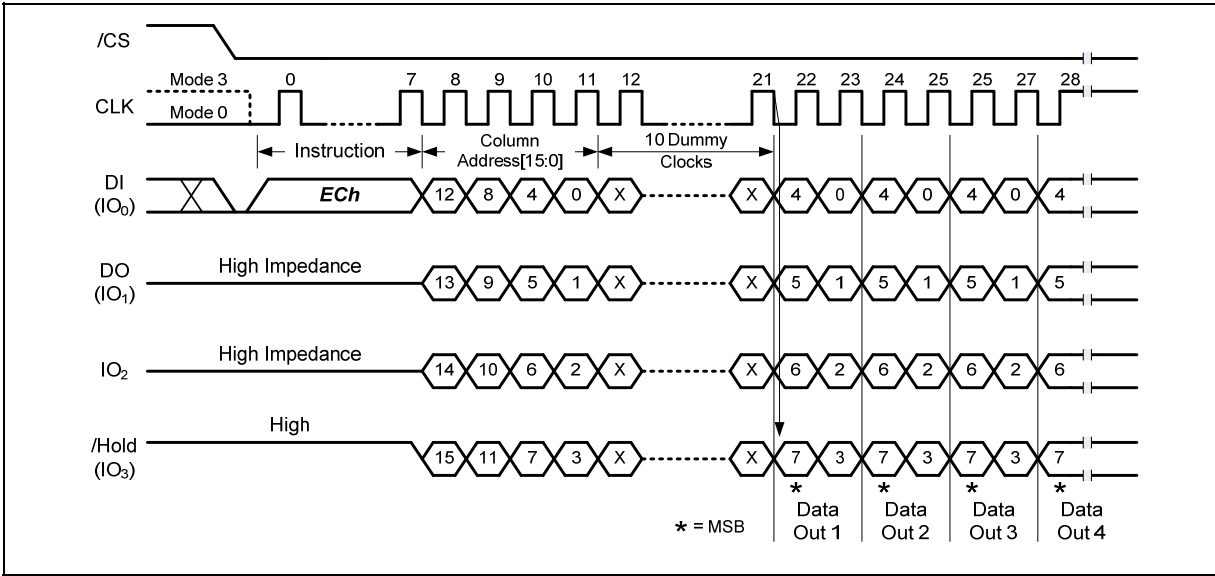 /CS
Mode 3 0 7 8 9 10 11 12 21 22 23 24 25 25 27 28
CLK
Mode 0
Instruction
Column
Address[15:0]
10 Dummy
Clocks
DI
(IO0)
ECh 12 8 4 0 X X 4 0 4 0 4 0 4
DO
(IO1)
High Impedance 13 9 5 1 X X 5 1 5 1 5 1 5
IO2
High Impedance 14 10 6 2 X X 6 2 6 2 6 2 6
/Hold
(IO3)
High 15 11 7 3 X X 7 3 7 3 7 3 7
* * * *
* = MSB
Data
Out 1
Data
Out 2
Data
Out 3
Data
Out 4